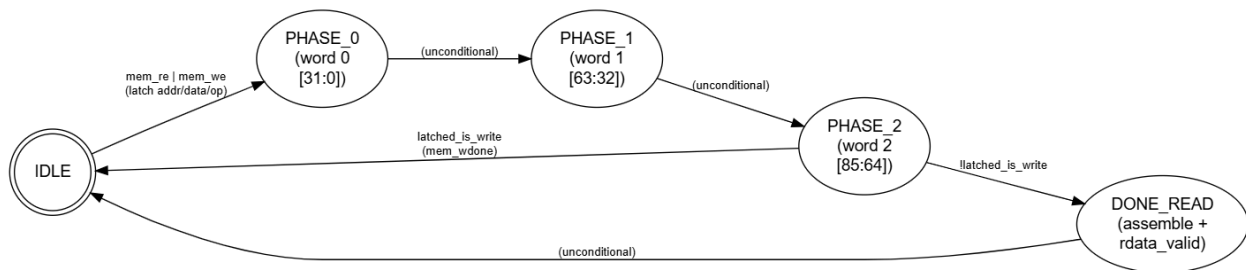 PHASE_0
(word 0
[31:0])
(unconditional)
PHASE_1
(word 1
[63:32])
mem_re | mem_we
(latch addr/data/op)
(unconditional)
PHASE_2
(word 2
[85:64])
latched_is_write
(mem_wdone)
IDLE
!latched_is_write
DONE_READ
(assemble +
rdata_valid)
(unconditional)